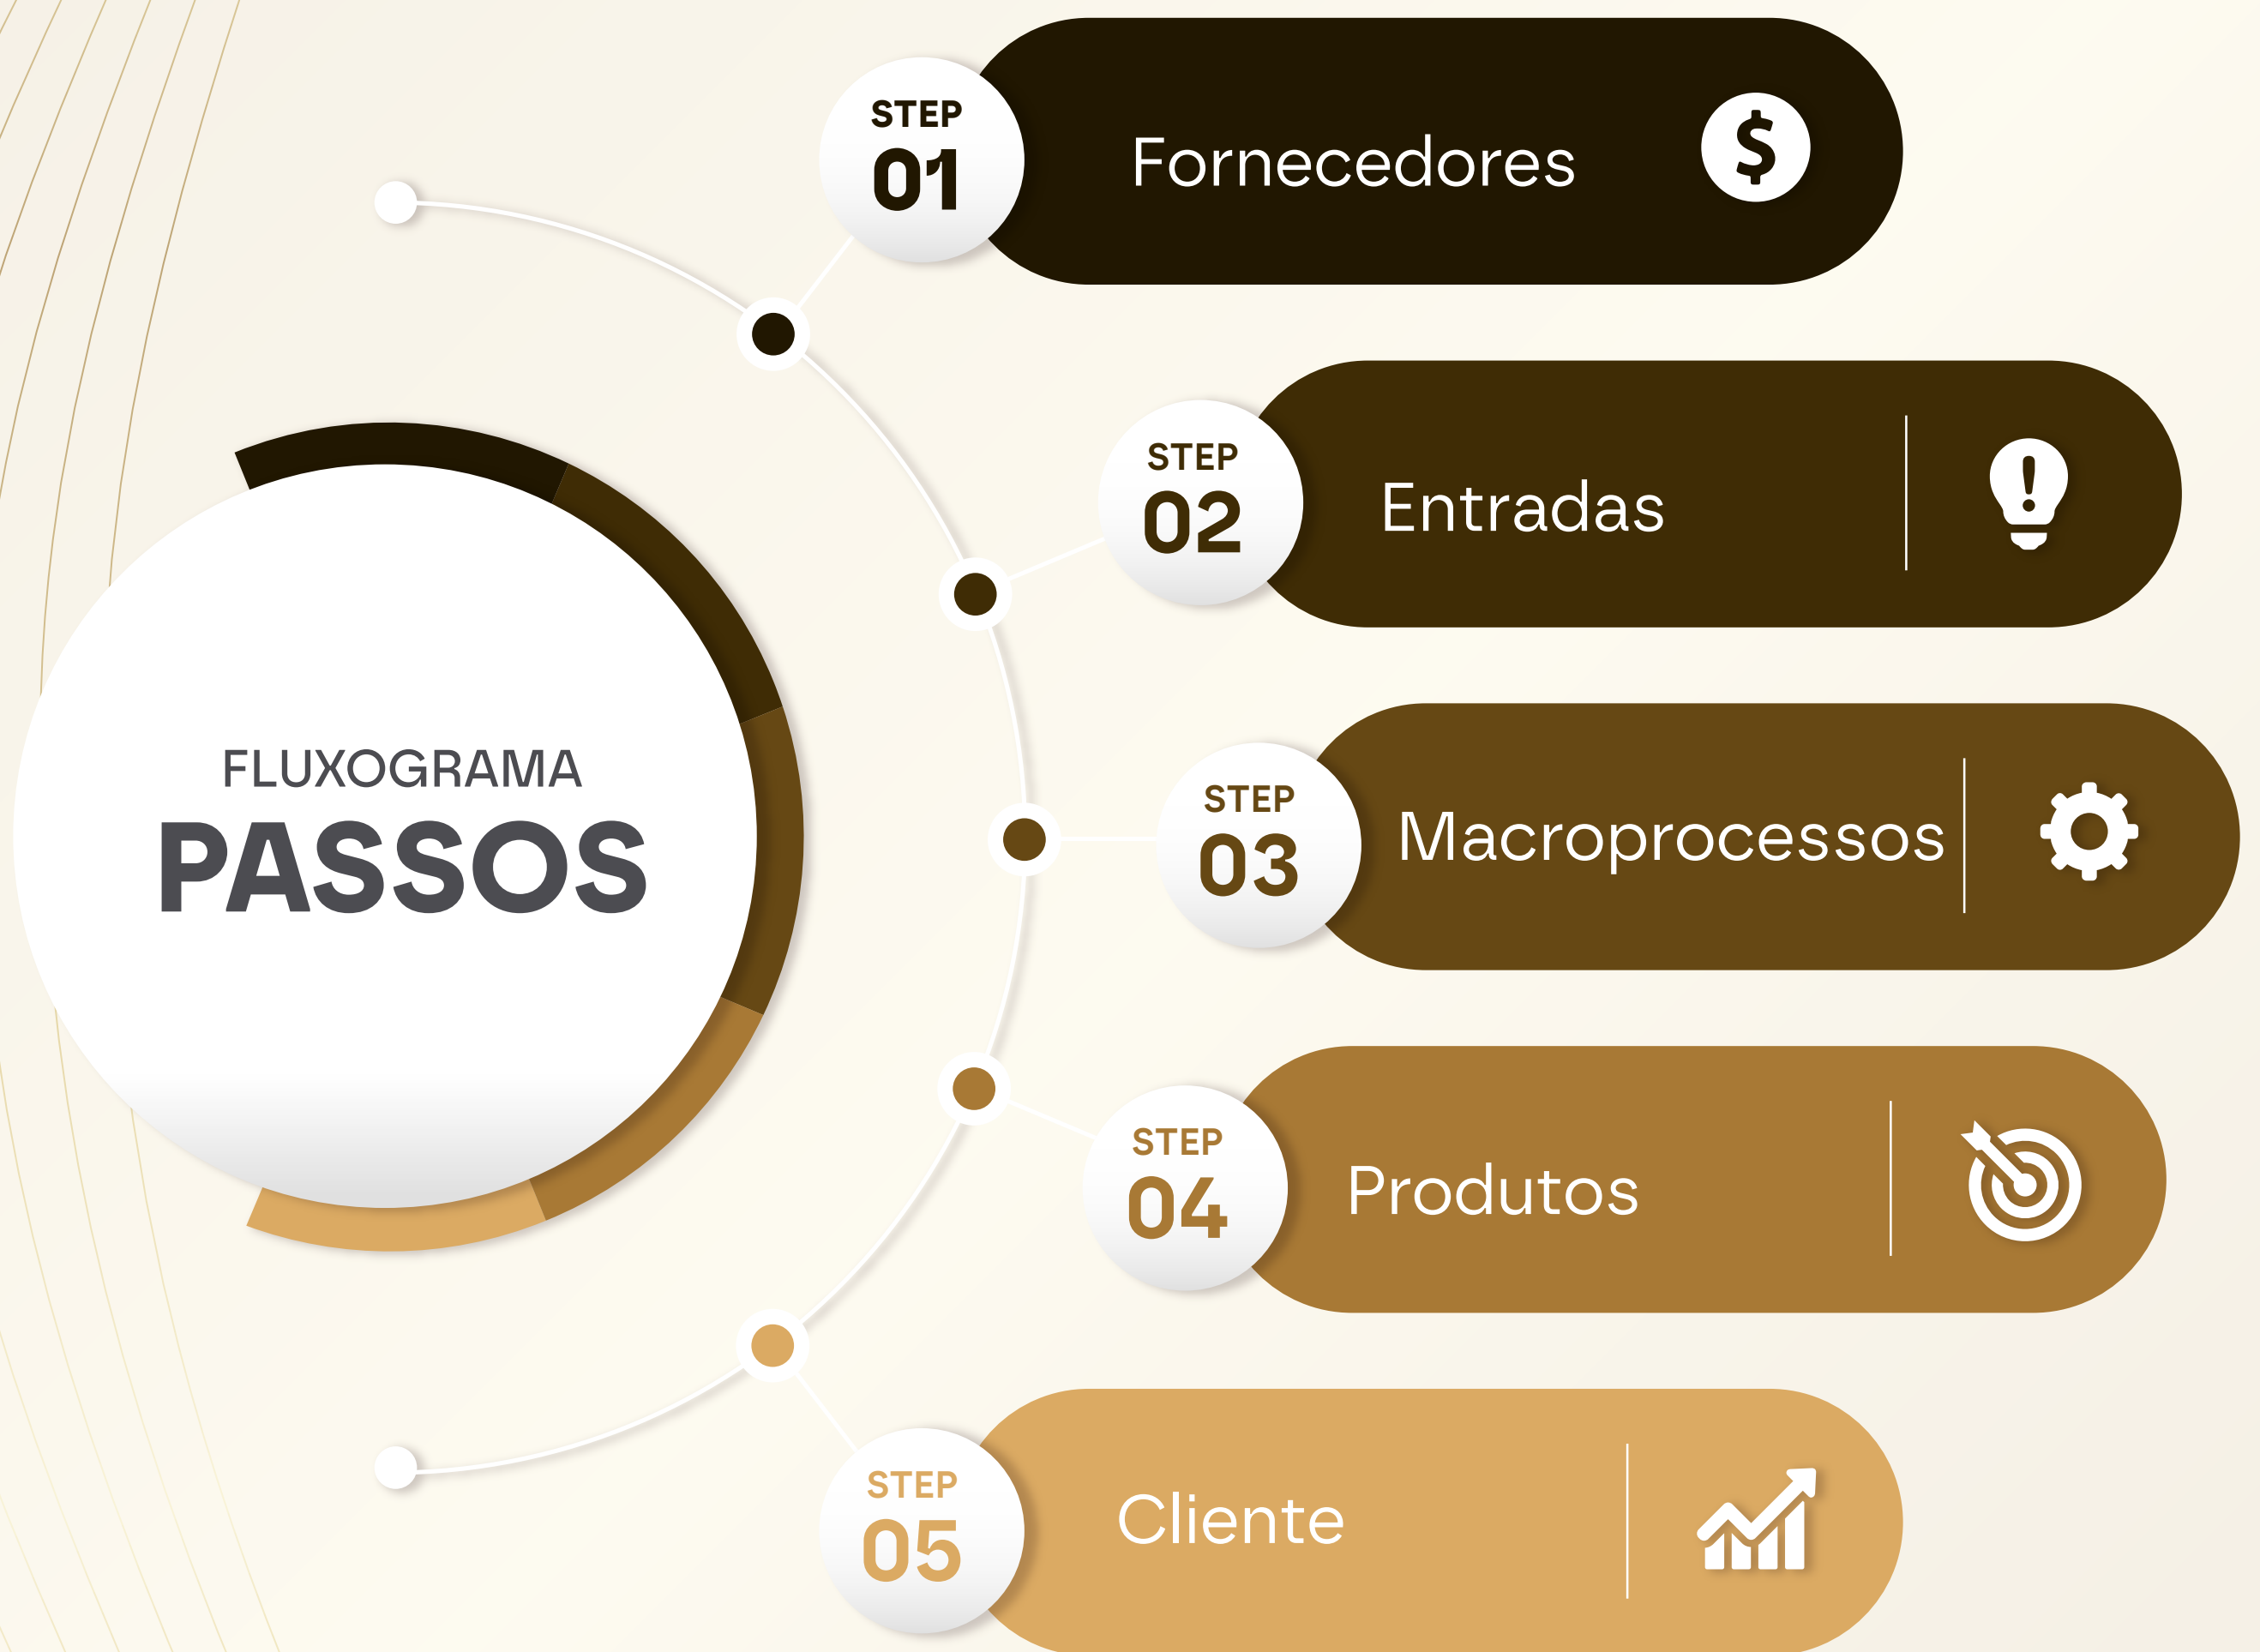 FLUXOGRAMA
PASSOS
STEP
01
Fornecedores
STEP
02
Entradas
STEP
03
Macroprocessos
STEP
04
Produtos
STEP
05
Cliente